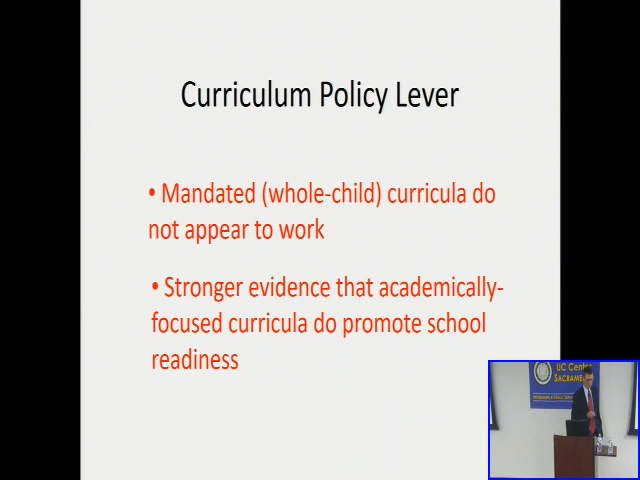 Curriculum Policy Lever
• Mandated (whole-child) curricula do
not appear to work
• Stronger evidence that academically-
focused curricula do promote school
readiness
UC Center
SACRAMENTO